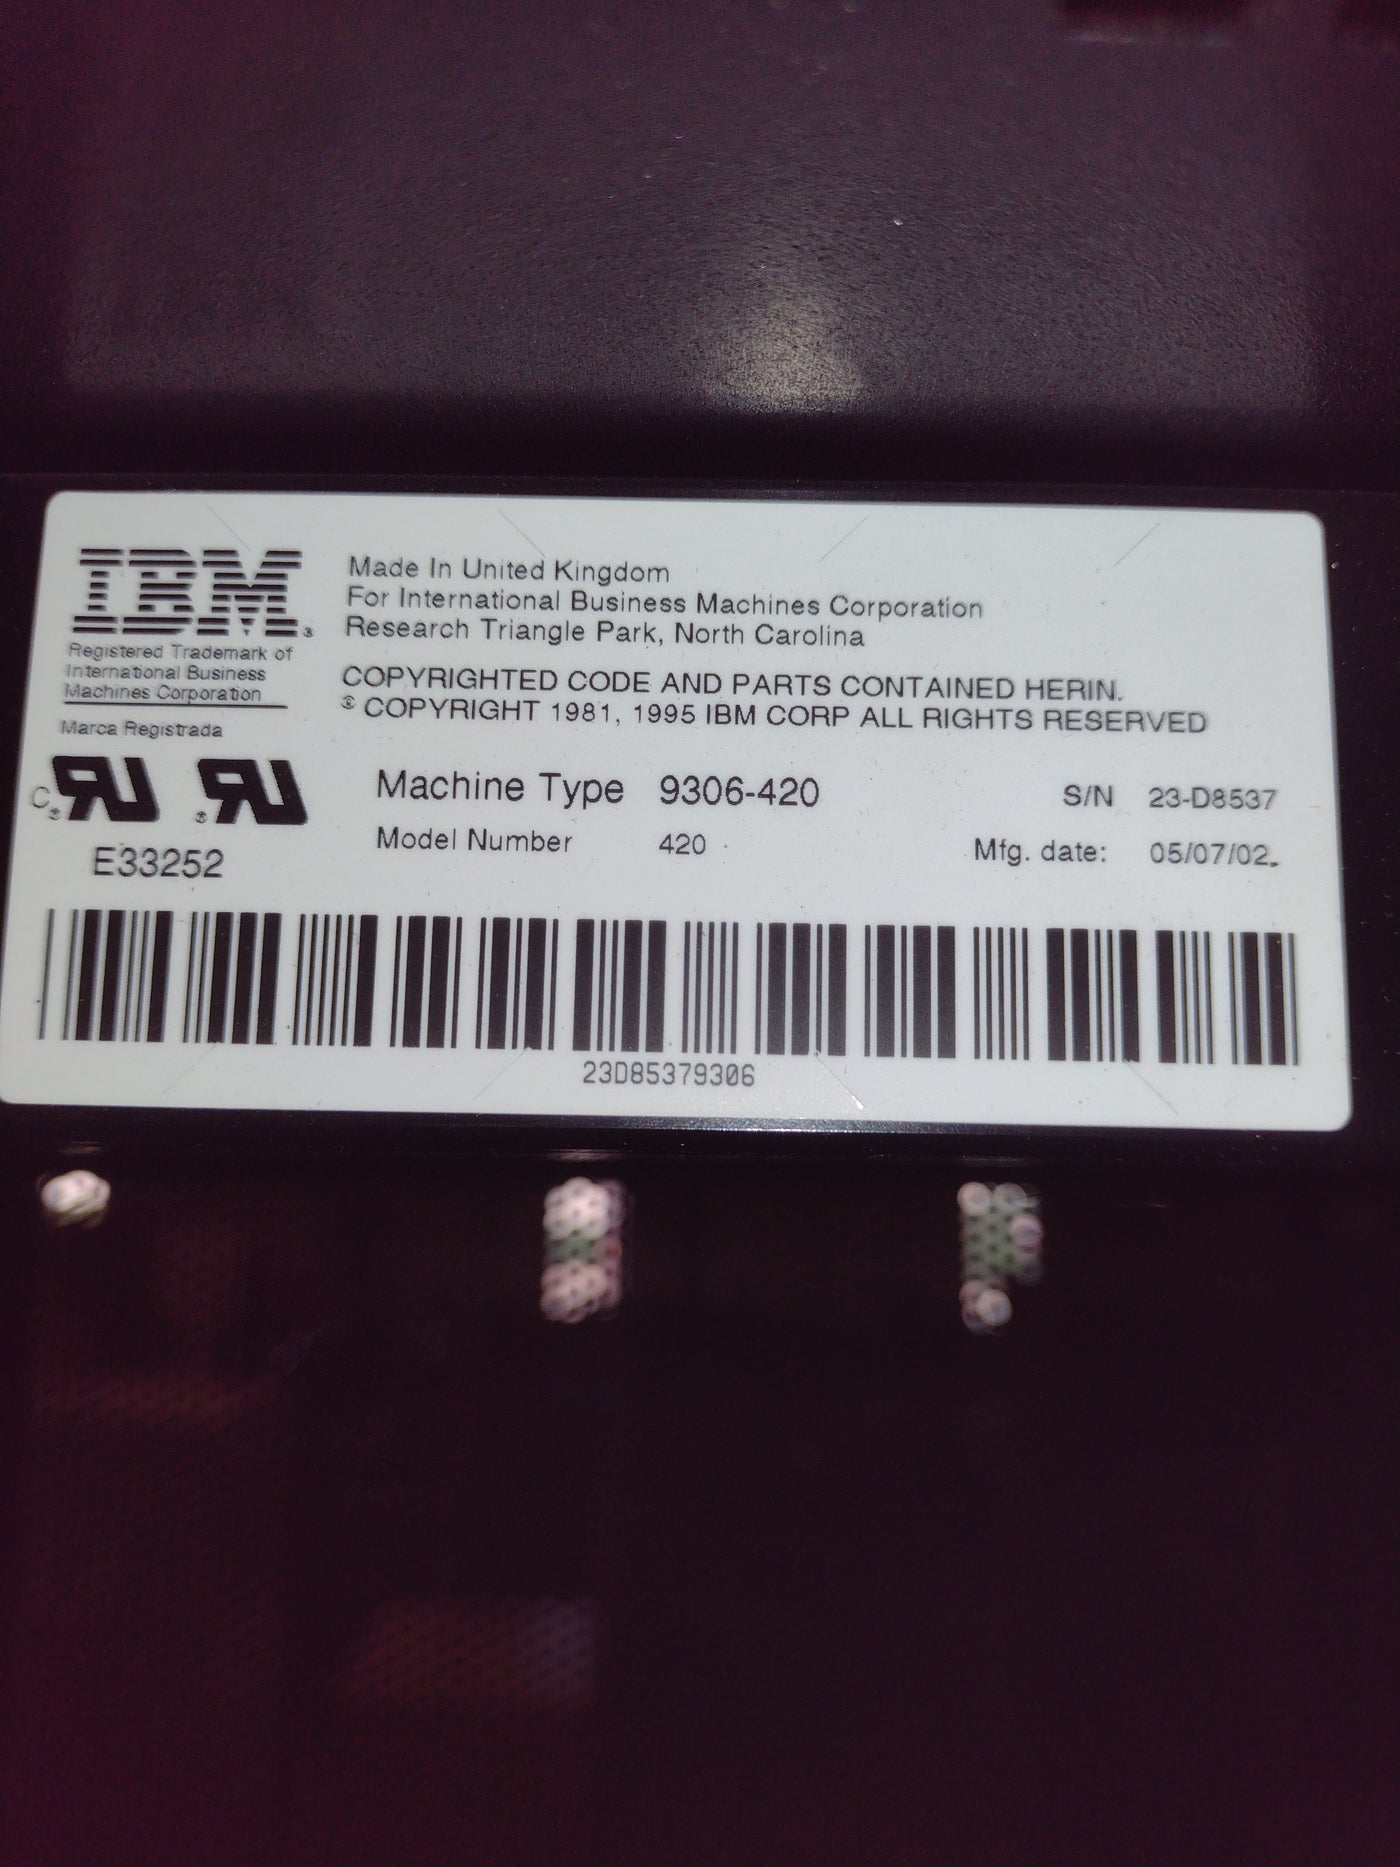 IBM®
Registered Trademark of
International Business
Machines Corporation
Marca Registrada
Made In United Kingdom
For International Business Machines Corporation
Research Triangle Park, North Carolina
COPYRIGHTED CODE AND PARTS CONTAINED HERIN.
® COPYRIGHT 1981, 1995 IBM CORP ALL RIGHTS RESERVED
C RU® RU®
E33252
Machine Type 9306-420
Model Number 420
S/N 23-D8537
Mfg. date: 05/07/02.
23D85379306